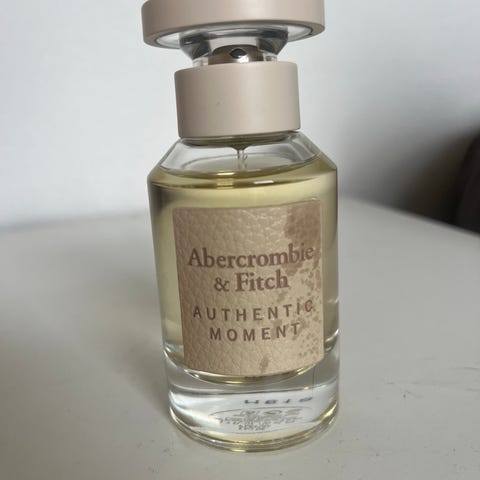 Abercrombie
& Fitch
AUTHENTIC
MOMENT